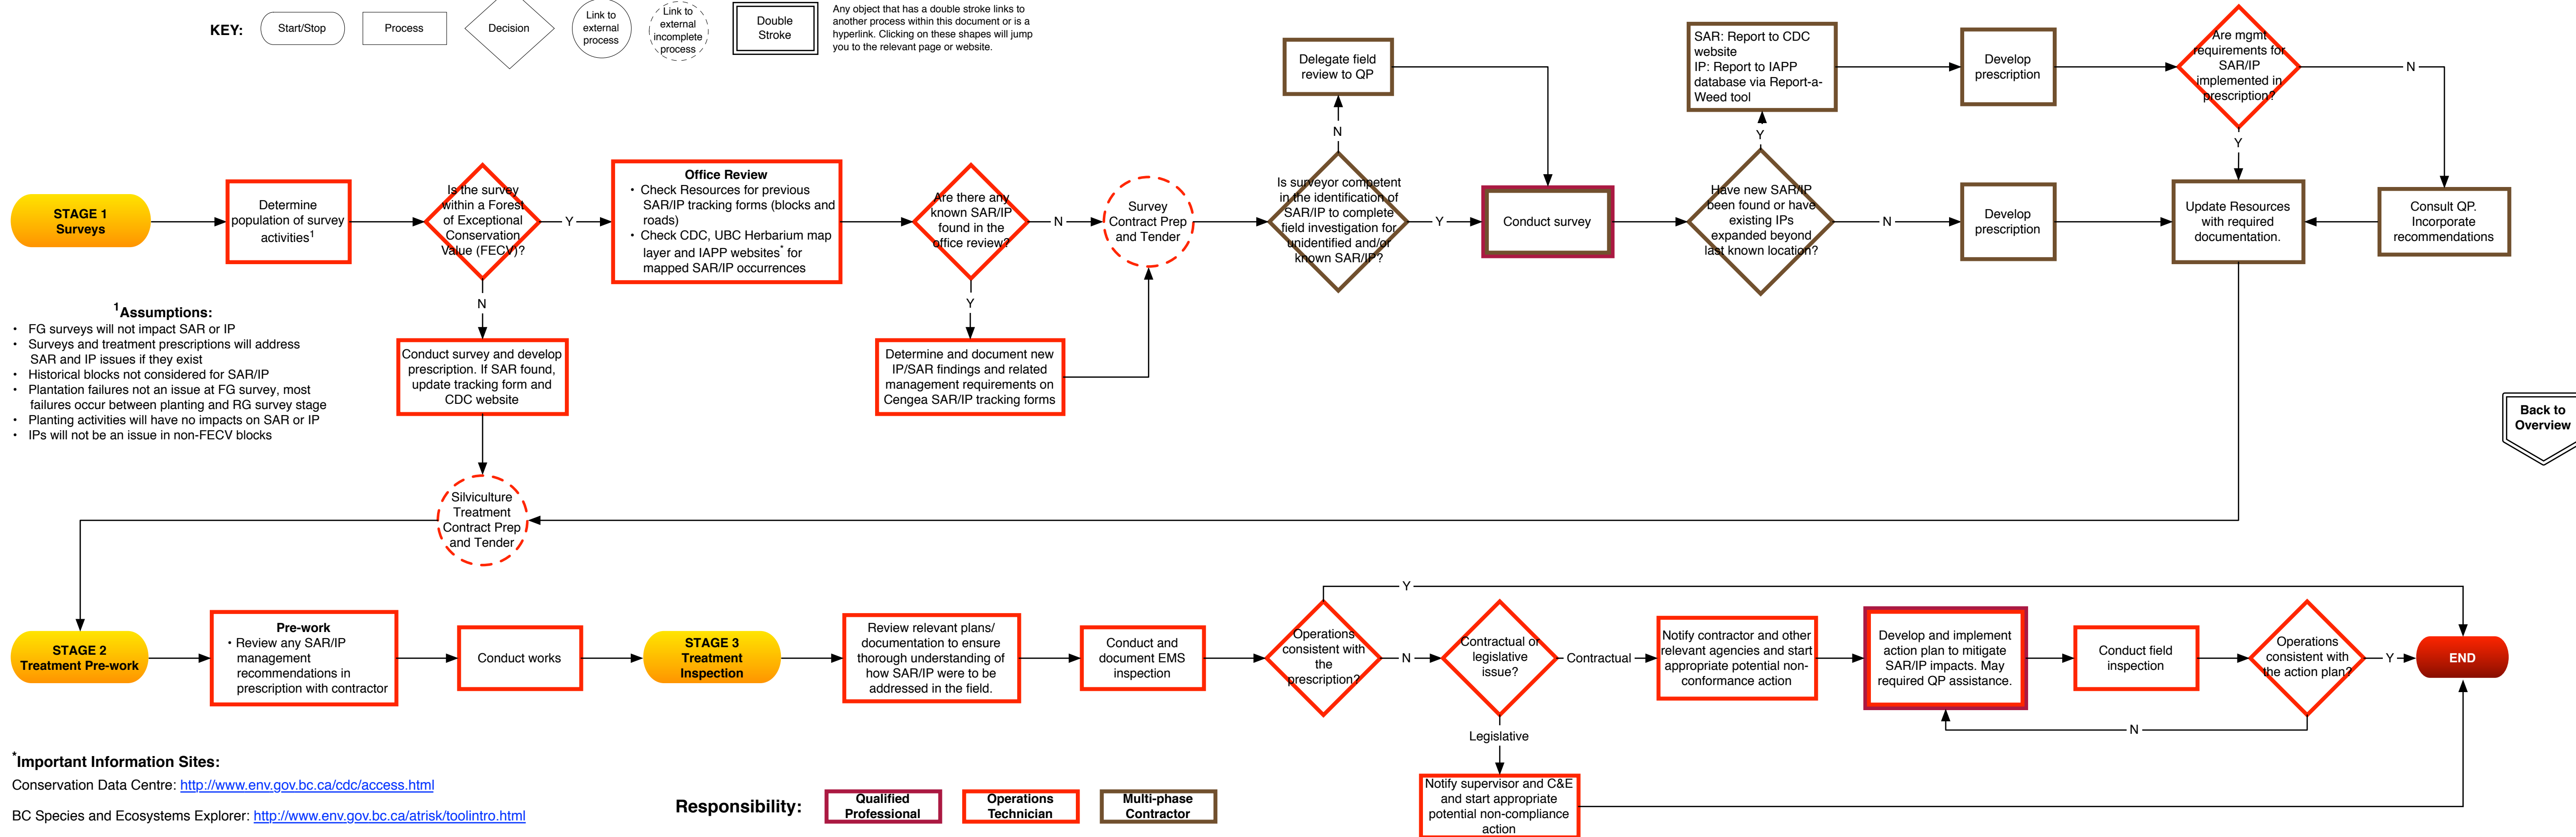 KEY:
Start/Stop
Process
Decision
Link to
external
process
Link to
external
incomplete
process
Double
Stroke
Any object that has a double stroke links to
another process within this document or is a
hyperlink. Clicking on these shapes will jump
you to the relevant page or website.
Delegate field
review to QP
SAR: Report to CDC
website
IP: Report to IAPP
database via Report-a-
Weed tool
Develop
prescription
Are mgmt
requirements for
SAR/IP
implemented in
prescription?
N
N
Y
Y
STAGE 1
Surveys
Determine
population of survey
activities1
Is the survey
within a Forest
of Exceptional
Conservation
Value (FECV)?
Y
Office Review
• Check Resources for previous
SAR/IP tracking forms (blocks and
roads)
• Check CDC, UBC Herbarium map
layer and IAPP websites* for
mapped SAR/IP occurrences
Are there any
known SAR/IP
found in the
office review?
N
Survey
Contract Prep
and Tender
Is surveyor competent
in the identification of
SAR/IP to complete
field investigation for
unidentified and/or
known SAR/IP?
Y
Conduct survey
Have new SAR/IP
been found or have
existing IPs
expanded beyond
last known location?
N
Develop
prescription
Update Resources
with required
documentation.
Consult QP.
Incorporate
recommendations
N
Y
1Assumptions:
• FG surveys will not impact SAR or IP
• Surveys and treatment prescriptions will address
SAR and IP issues if they exist
• Historical blocks not considered for SAR/IP
• Plantation failures not an issue at FG survey, most
failures occur between planting and RG survey stage
• Planting activities will have no impacts on SAR or IP
• IPs will not be an issue in non-FECV blocks
Conduct survey and develop
prescription. If SAR found,
update tracking form and
CDC website
Determine and document new
IP/SAR findings and related
management requirements on
Cengea SAR/IP tracking forms
Back to
Overview
Silviculture
Treatment
Contract Prep
and Tender
Y
STAGE 2
Treatment Pre-work
Pre-work
• Review any SAR/IP
management
recommendations in
prescription with contractor
Conduct works
STAGE 3
Treatment
Inspection
Review relevant plans/
documentation to ensure
thorough understanding of
how SAR/IP were to be
addressed in the field.
Conduct and
document EMS
inspection
Operations
consistent with
the
prescription?
N
Contractual or
legislative
issue?
Contractual
Notify contractor and other
relevant agencies and start
appropriate potential non-
conformance action
Develop and implement
action plan to mitigate
SAR/IP impacts. May
required QP assistance.
Conduct field
inspection
Operations
consistent with
the action plan?
Y
END
N
Legislative
Notify supervisor and C&E
and start appropriate
potential non-compliance
action
*Important Information Sites:
Conservation Data Centre: http://www.env.gov.bc.ca/cdc/access.html
BC Species and Ecosystems Explorer: http://www.env.gov.bc.ca/atrisk/toolintro.html
Responsibility:
Qualified
Professional
Operations
Technician
Multi-phase
Contractor